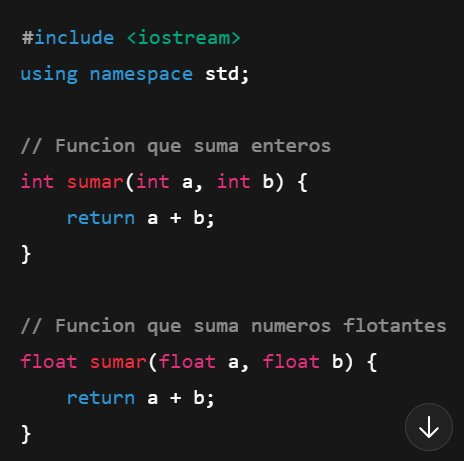 #include <iostream>
using namespace std;
// Funcion que suma enteros
int sumar(int a, int b) {
    return a + b;
}
// Funcion que suma numeros flotantes
float sumar(float a, float b) {
    return a + b;
}